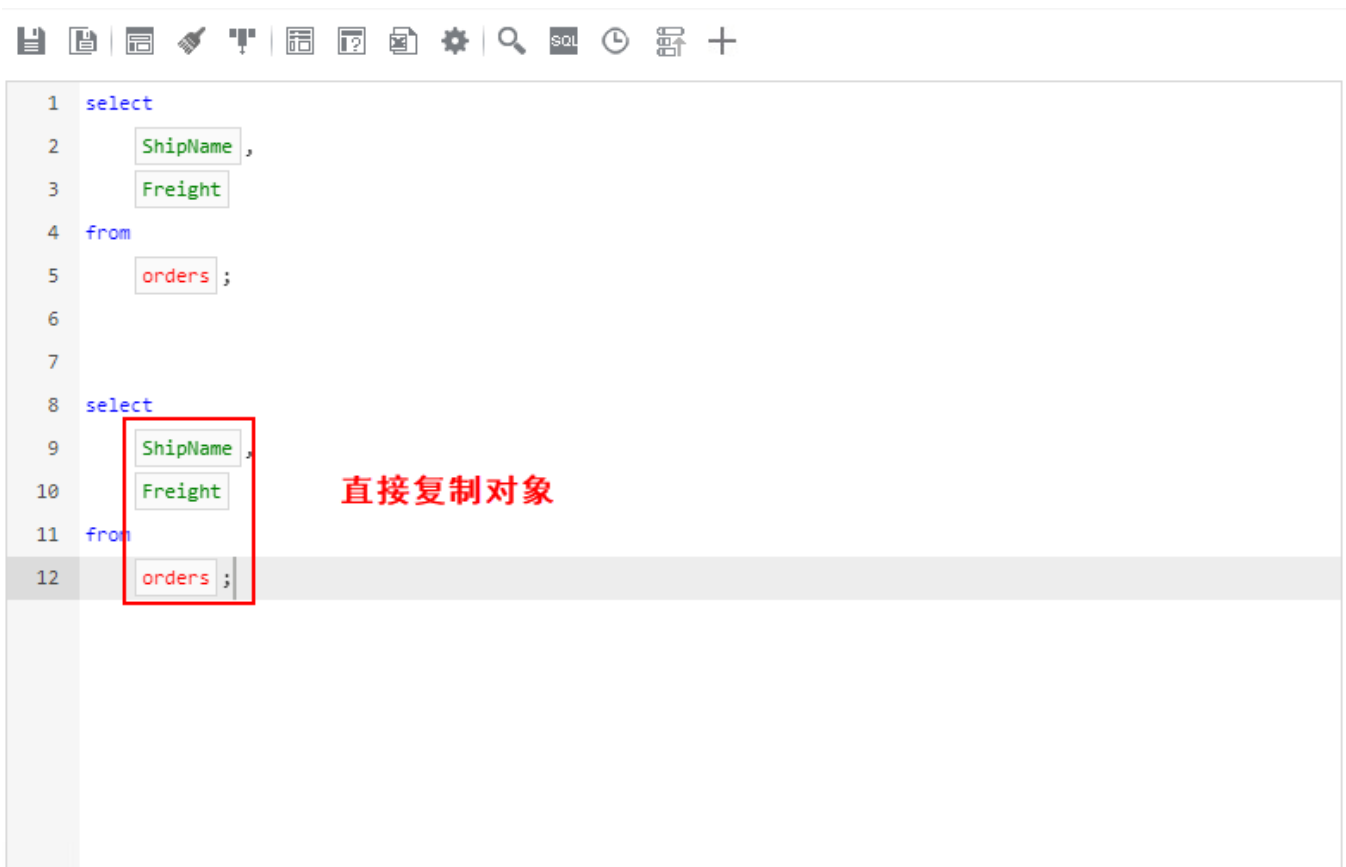 SQL
1 select
2 ShipName ,
3 Freight
4 from
5 orders ;
6
7
8 select
9 ShipName ,
10 Freight 直接复制对象
11 from
12 orders ;